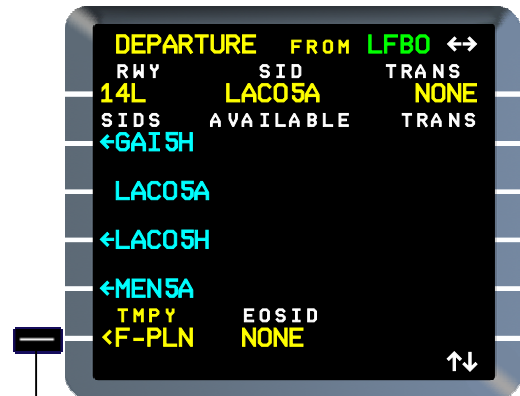 DEPARTURE FROM LFBO ↔
RWY SID TRANS
14L LACO5A NONE
SIDS AVAILABLE TRANS
←GAI5H
LACO5A
←LACO5H
←MEN5A
TMPY EOSID
<F-PLN NONE
↑↓